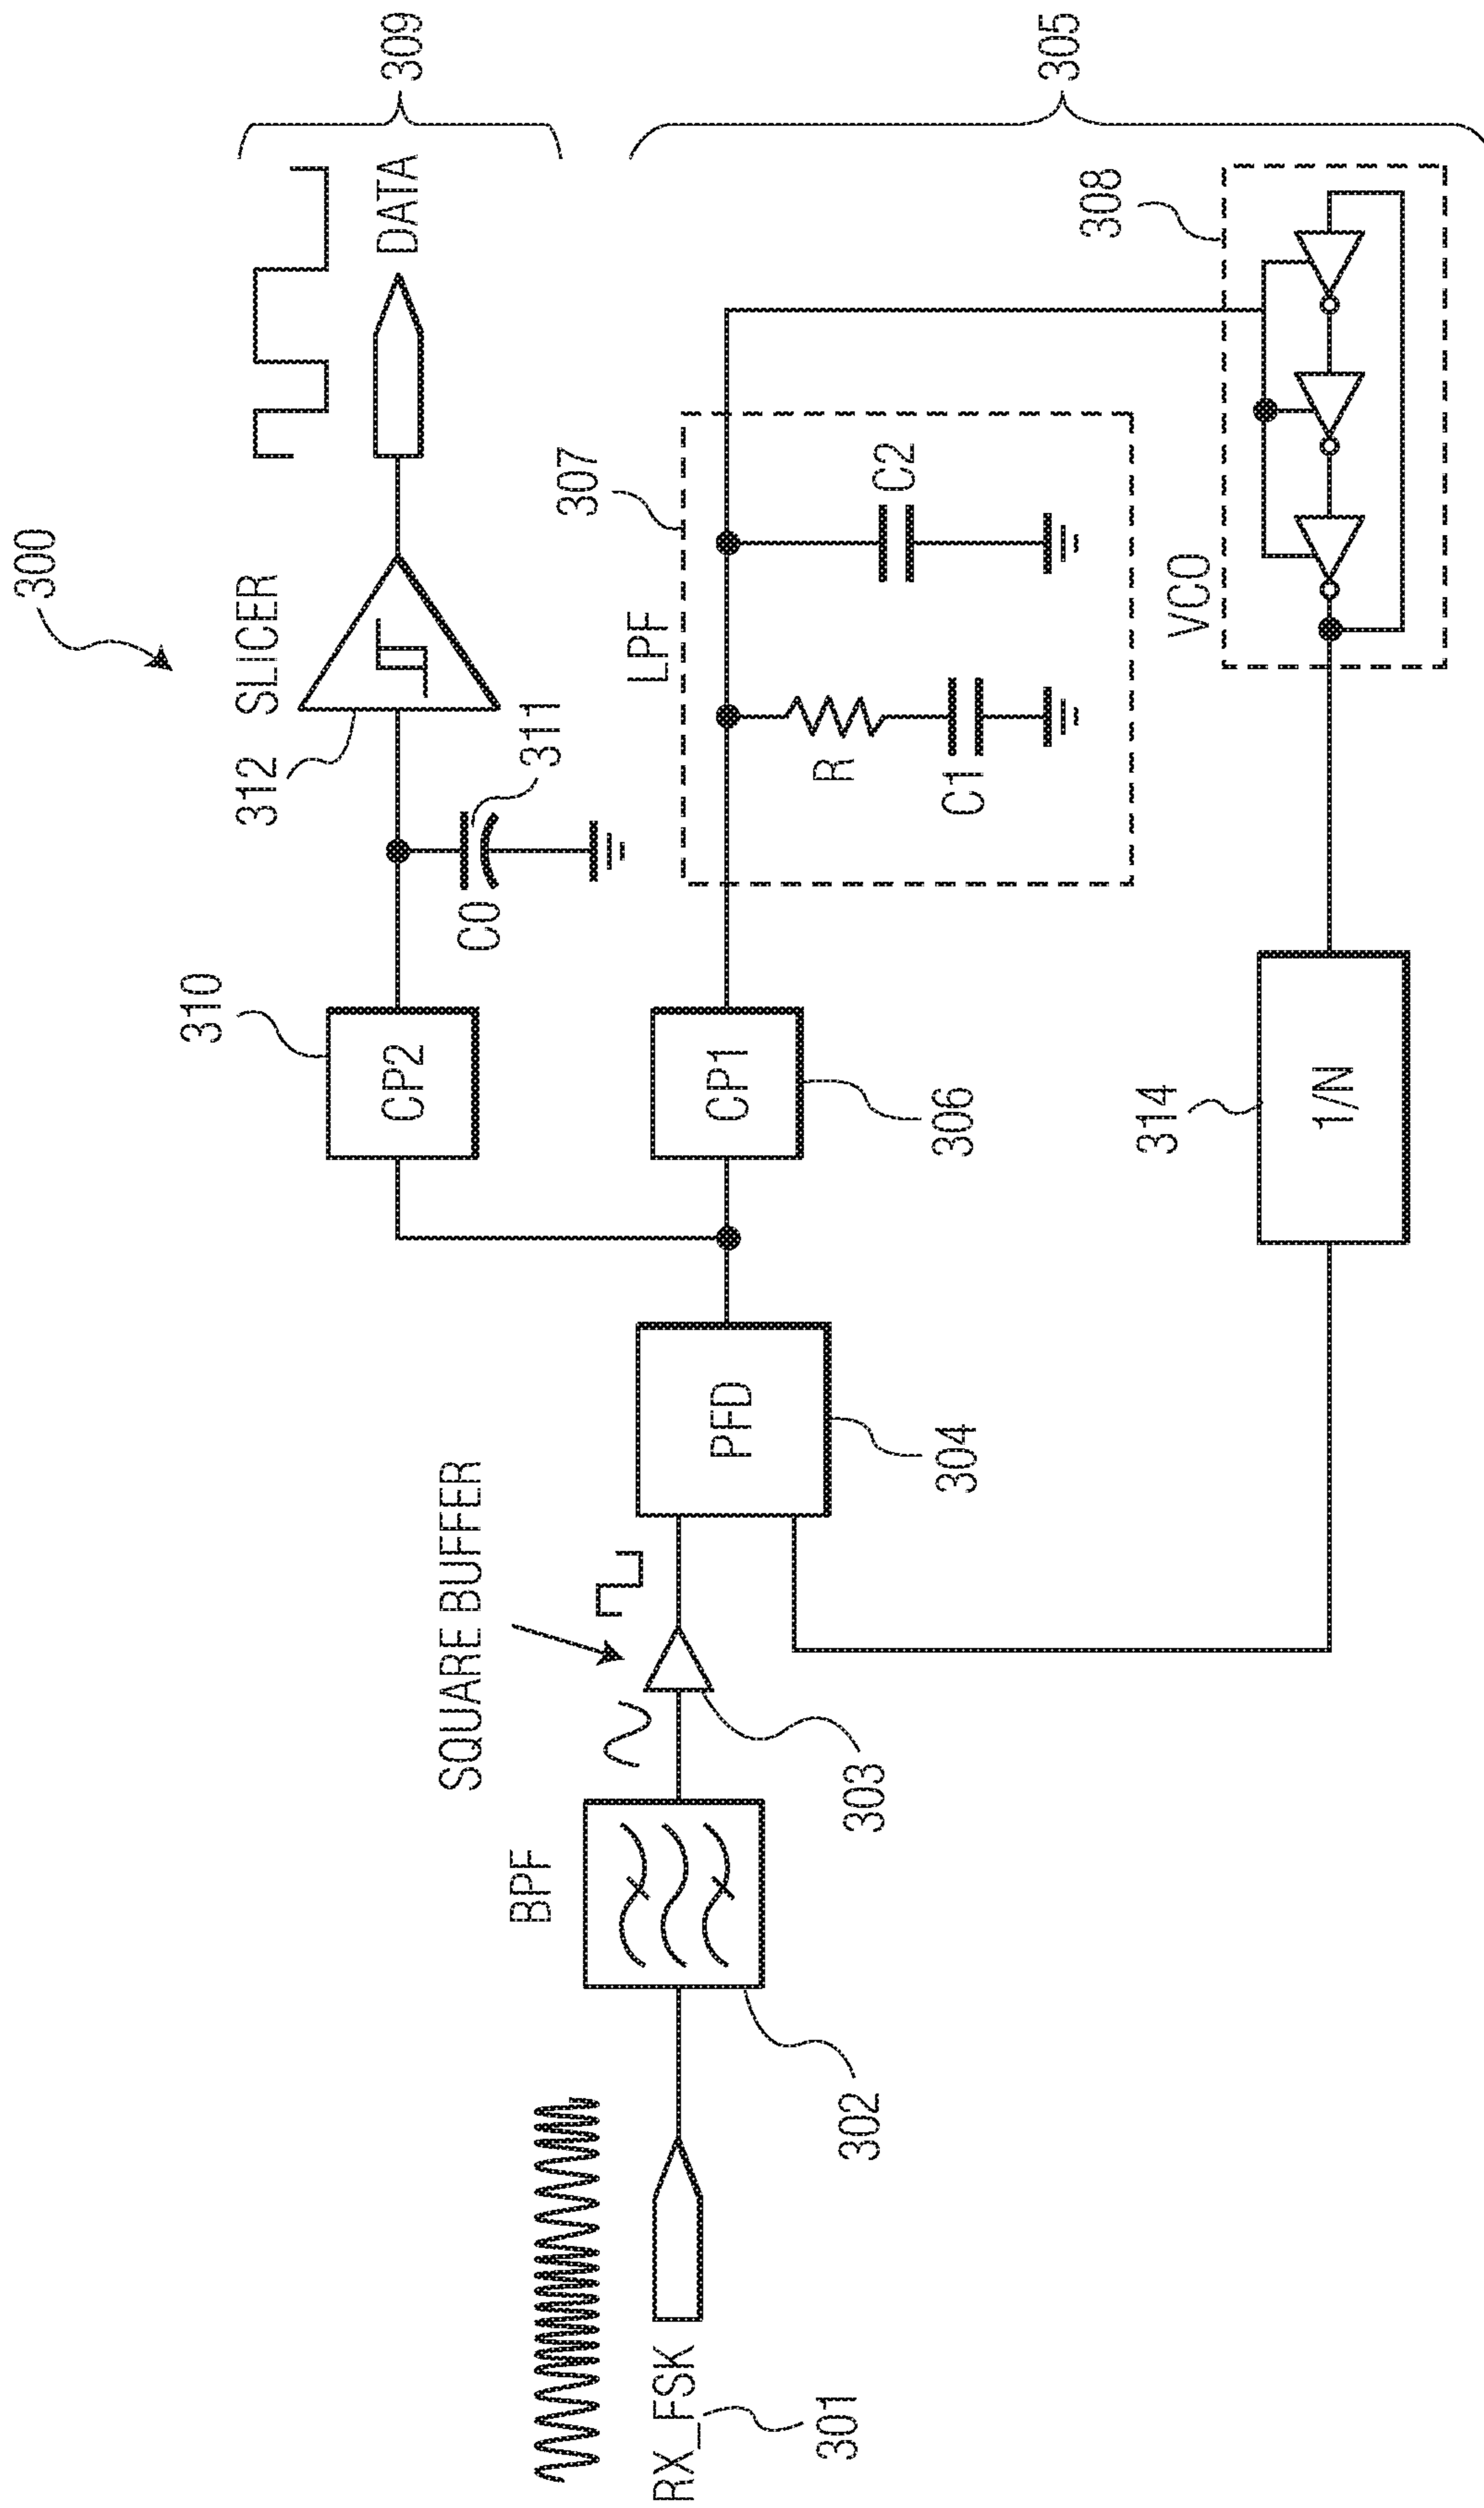 300
309
SLICER
DATA
312
311
C0
310
CP2
305
307
LPF
R
C1
C2
CP1
306
308
VCO
314
1/N
SQUARE BUFFER
PFD
304
BPF
303
302
RX_FSK
301